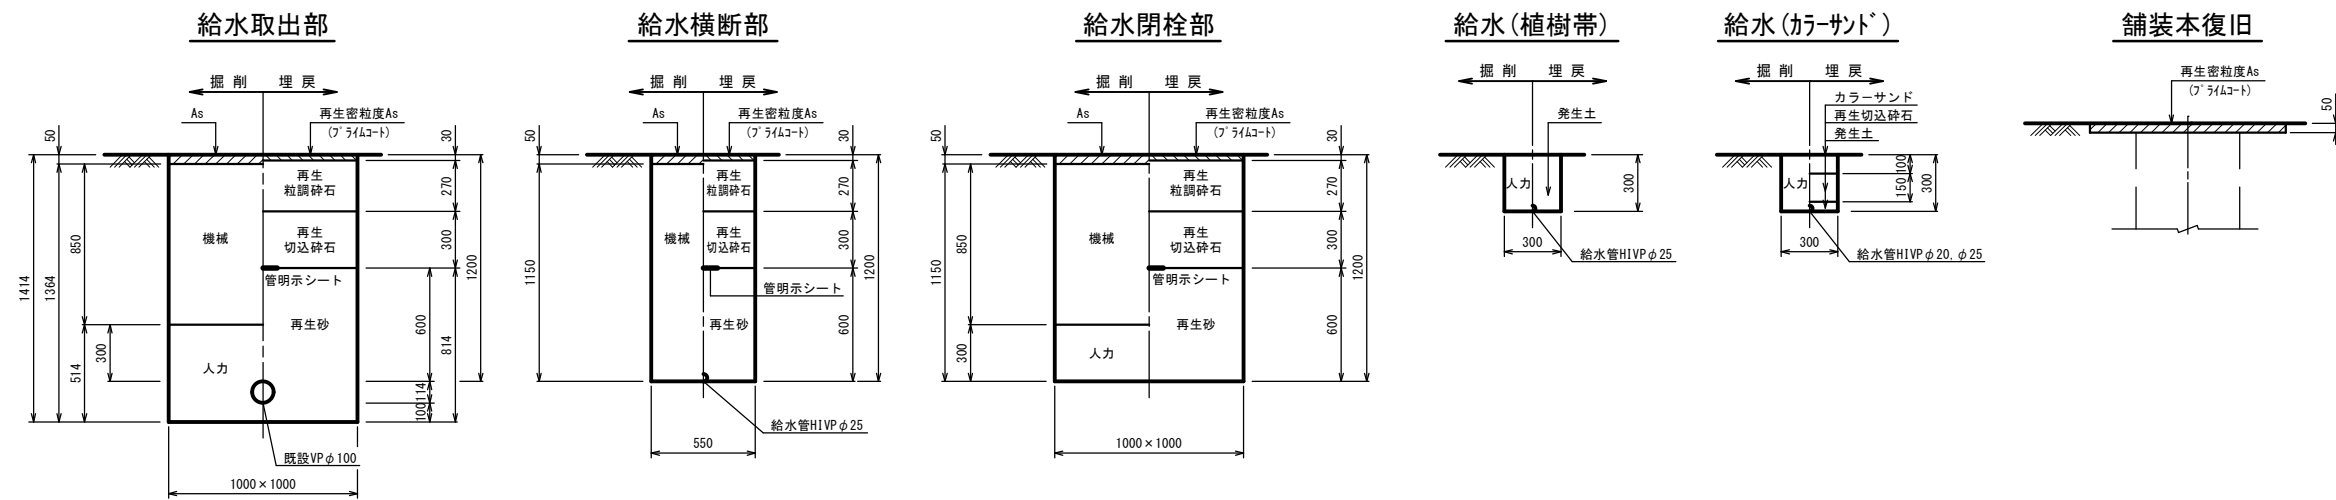 給水取出部
掘 削 埋 戻
As
再生密粒度As
(プライムコート)
50
30
再生
粒調砕石
270
機械
再生
切込砕石
300
850
1414
1364
1200
管明示シート
再生砂
600
814
300
514
人力
114
100
既設VPφ100
1000×1000
給水横断部
掘 削 埋 戻
As
再生密粒度As
(プライムコート)
50
30
再生
粒調砕石
270
機械
再生
切込砕石
300
1150
1200
管明示シート
再生砂
600
給水管HIVPφ25
550
給水閉栓部
掘 削 埋 戻
As
再生密粒度As
(プライムコート)
50
30
再生
粒調砕石
270
機械
再生
切込砕石
300
850
1150
1200
管明示シート
再生砂
600
300
人力
1000×1000
給水(植樹帯)
掘 削 埋 戻
発生土
人力
300
300
給水管HIVPφ25
給水(カラーサンド)
掘 削 埋 戻
カラーサンド
再生切込砕石
発生土
人力
100
150
300
300
給水管HIVPφ20, φ25
舗装本復旧
再生密粒度As
(プライムコート)
50